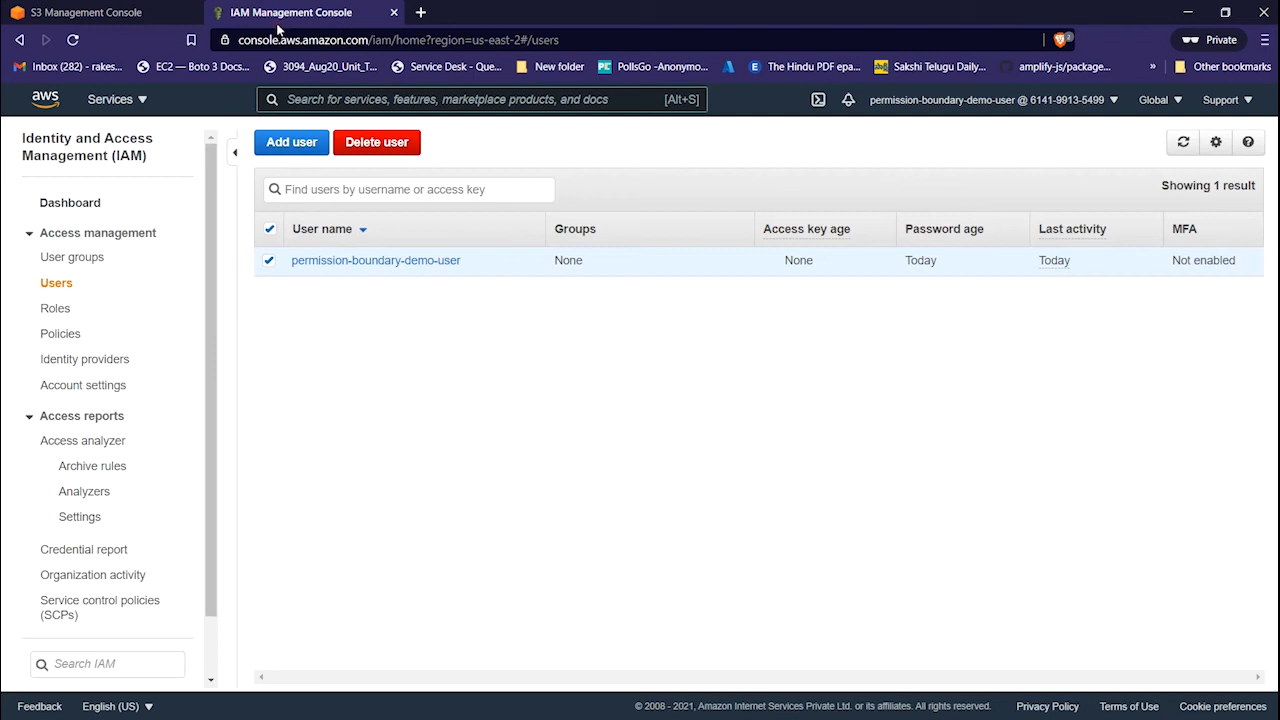 S3 Management Console
IAM Management Console
console.aws.amazon.com/iam/home?region=us-east-2#/users
2
Private
Inbox (282) - rakes...
EC2 — Boto 3 Docs...
3094_Aug20_Unit_T...
Service Desk - Que...
New folder
PollsGo -Anonymo...
The Hindu PDF epa...
Sakshi Telugu Daily...
amplify-js/package...
»
Other bookmarks
aws
Services
Search for services, features, marketplace products, and docs [Alt+S]
permission-boundary-demo-user @ 6141-9913-5499
Global
Support
Identity and Access
Management (IAM)
Dashboard
Access management
User groups
Users
Roles
Policies
Identity providers
Account settings
Access reports
Access analyzer
Archive rules
Analyzers
Settings
Credential report
Organization activity
Service control policies
(SCPs)
Search IAM
Add user
Delete user
Find users by username or access key
Showing 1 result
User name Groups Access key age Password age Last activity MFA
permission-boundary-demo-user None None Today Today Not enabled
Feedback
English (US)
© 2008 - 2021, Amazon Internet Services Private Ltd. or its affiliates. All rights reserved.
Privacy Policy
Terms of Use
Cookie preferences